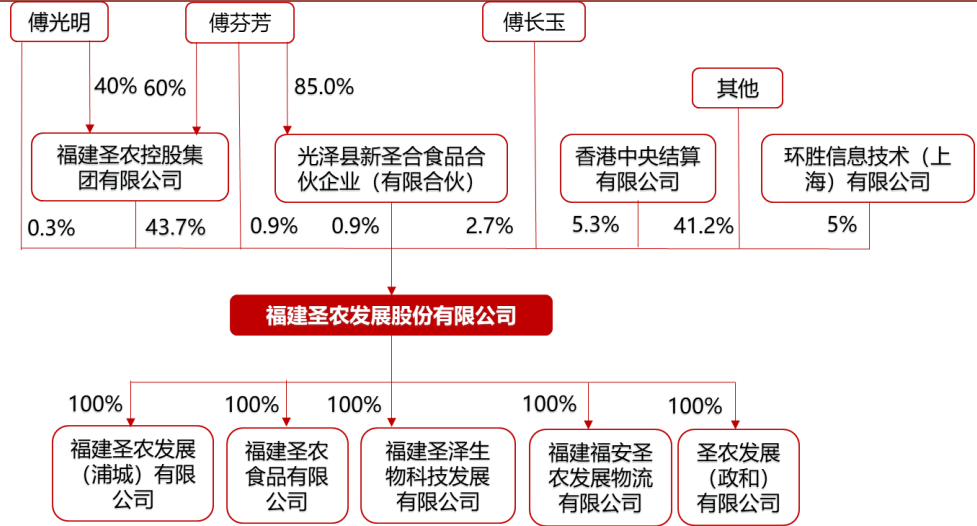 傅光明
傅芬芳
傅长玉
其他
40%
60%
85.0%
福建圣农控股集
团有限公司
光泽县新圣合食品合
伙企业（有限合伙）
香港中央结算
有限公司
环胜信息技术（上
海）有限公司
0.3%
43.7%
0.9%
0.9%
2.7%
5.3%
41.2%
5%
福建圣农发展股份有限公司
100%
100%
100%
100%
100%
福建圣农发展
（浦城）有限
公司
福建圣农
食品有限
公司
福建圣泽生
物科技发展
有限公司
福建福安圣
农发展物流
有限公司
圣农发展
（政和）
有限公司